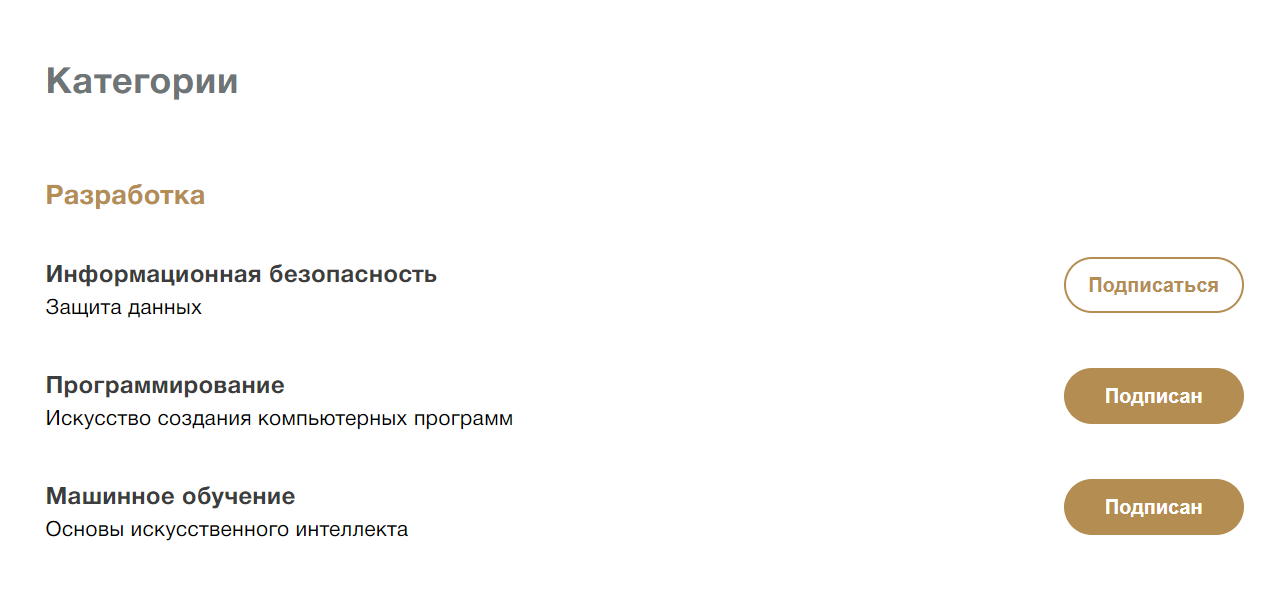 Категории
Разработка
Информационная безопасность
Защита данных
Подписаться
Программирование
Искусство создания компьютерных программ
Подписан
Машинное обучение
Основы искусственного интеллекта
Подписан